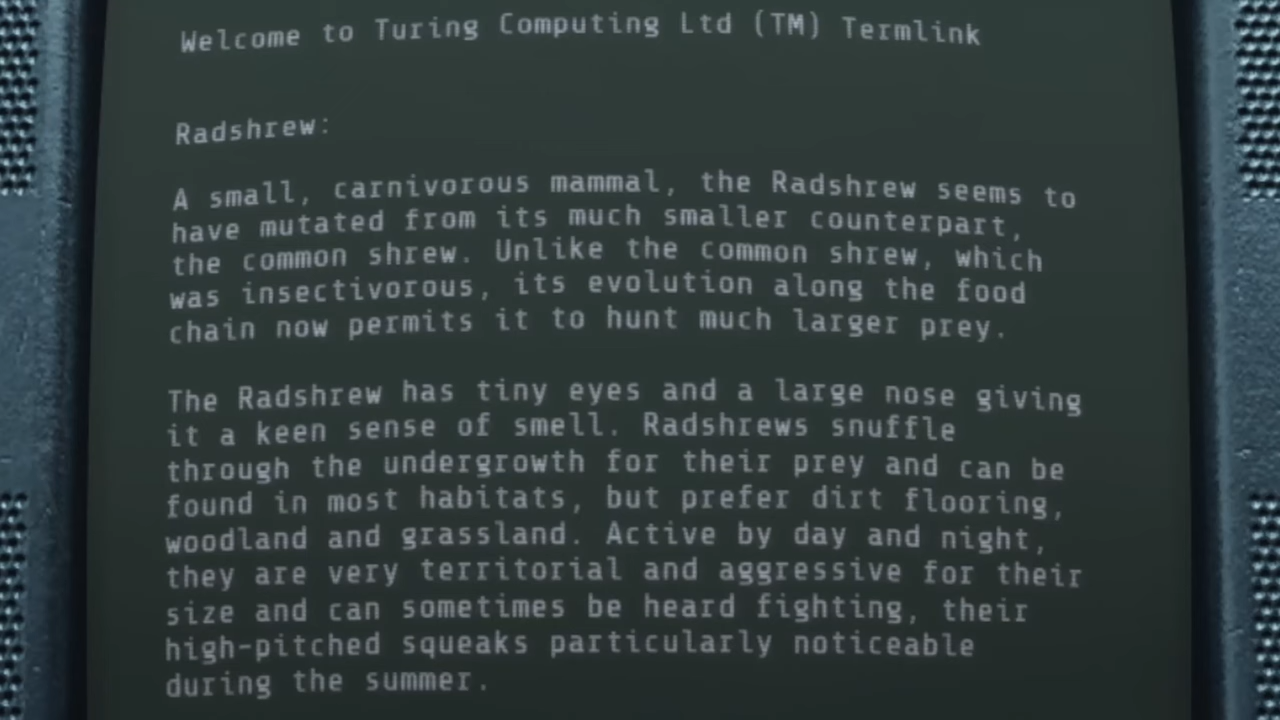 Welcome to Turing Computing Ltd (TM) Termlink
Radshrew:
A small, carnivorous mammal, the Radshrew seems to
have mutated from its much smaller counterpart,
the common shrew. Unlike the common shrew, which
was insectivorous, its evolution along the food
chain now permits it to hunt much larger prey.
The Radshrew has tiny eyes and a large nose giving
it a keen sense of smell. Radshrews snuffle
through the undergrowth for their prey and can be
found in most habitats, but prefer dirt flooring,
woodland and grassland. Active by day and night,
they are very territorial and aggressive for their
size and can sometimes be heard fighting, their
high-pitched squeaks particularly noticeable
during the summer.